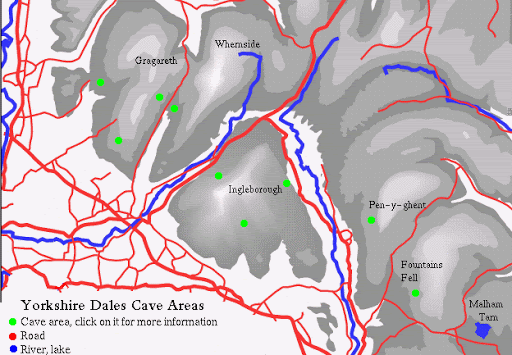 Whernside
Gragareth
Ingleborough
Pen-y-ghent
Fountains
Fell
Malham
Tarn
Yorkshire Dales Cave Areas
Cave area, click on it for more information
Road
River, lake